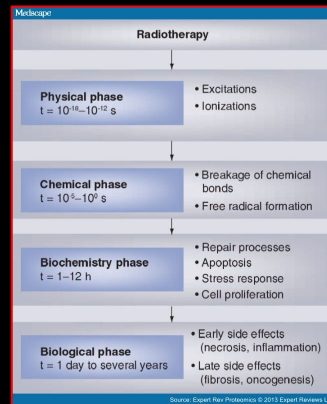 Medscape
Radiotherapy
Physical phase
t = 10⁻¹⁸–10⁻¹² s
• Excitations
• Ionizations
Chemical phase
t = 10⁻⁵–10⁰ s
• Breakage of chemical
bonds
• Free radical formation
Biochemistry phase
t = 1–12 h
• Repair processes
• Apoptosis
• Stress response
• Cell proliferation
Biological phase
t = 1 day to several years
• Early side effects
(necrosis, inflammation)
• Late side effects
(fibrosis, oncogenesis)
Source: Expert Rev Proteomics © 2013 Expert Reviews L